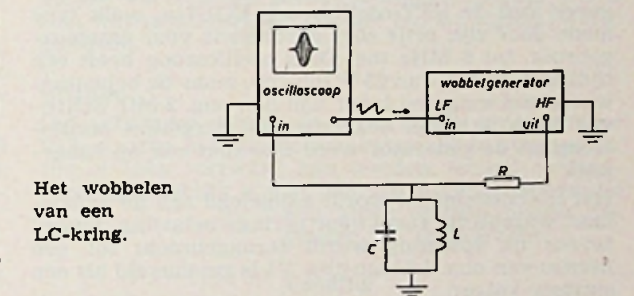 oscilloscoop
in
wobbelgenerator
LF
HF
in
uit
R
C
L
Het wobbelen
van een
LC-kring.